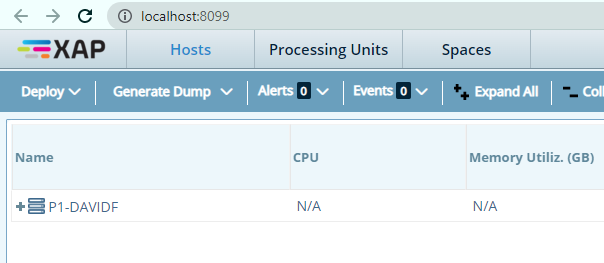 localhost:8099
XAP Hosts Processing Units Spaces
Deploy Generate Dump Alerts 0 Events 0 Expand All Coll
Name CPU Memory Utiliz. (GB)
P1-DAVIDF N/A N/A